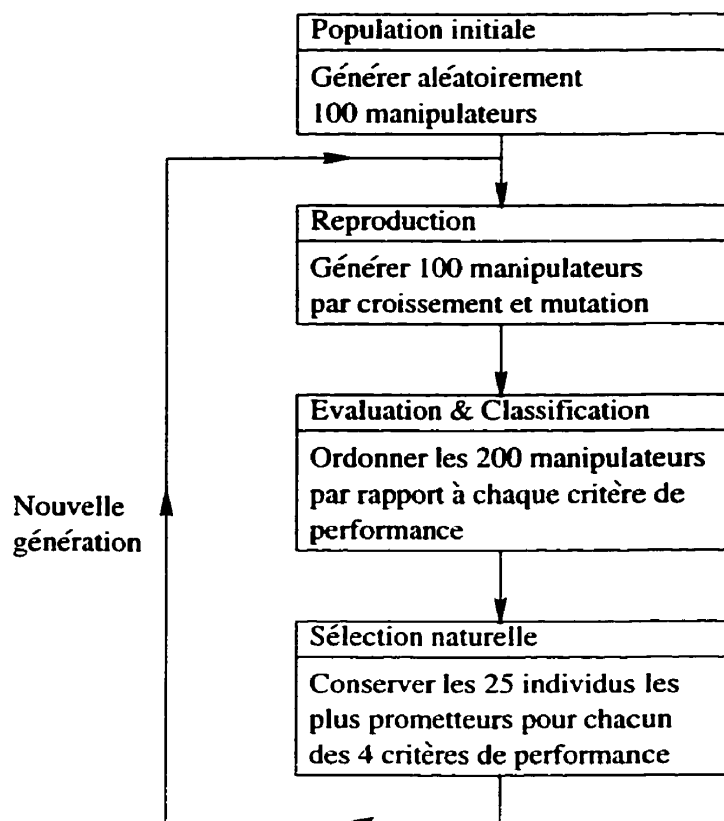 Population initiale
Générer aléatoirement
100 manipulateurs
Reproduction
Générer 100 manipulateurs
par croissement et mutation
Evaluation & Classification
Ordonner les 200 manipulateurs
par rapport à chaque critère de
performance
Nouvelle
génération
Sélection naturelle
Conserver les 25 individus les
plus prometteurs pour chacun
des 4 critères de performance